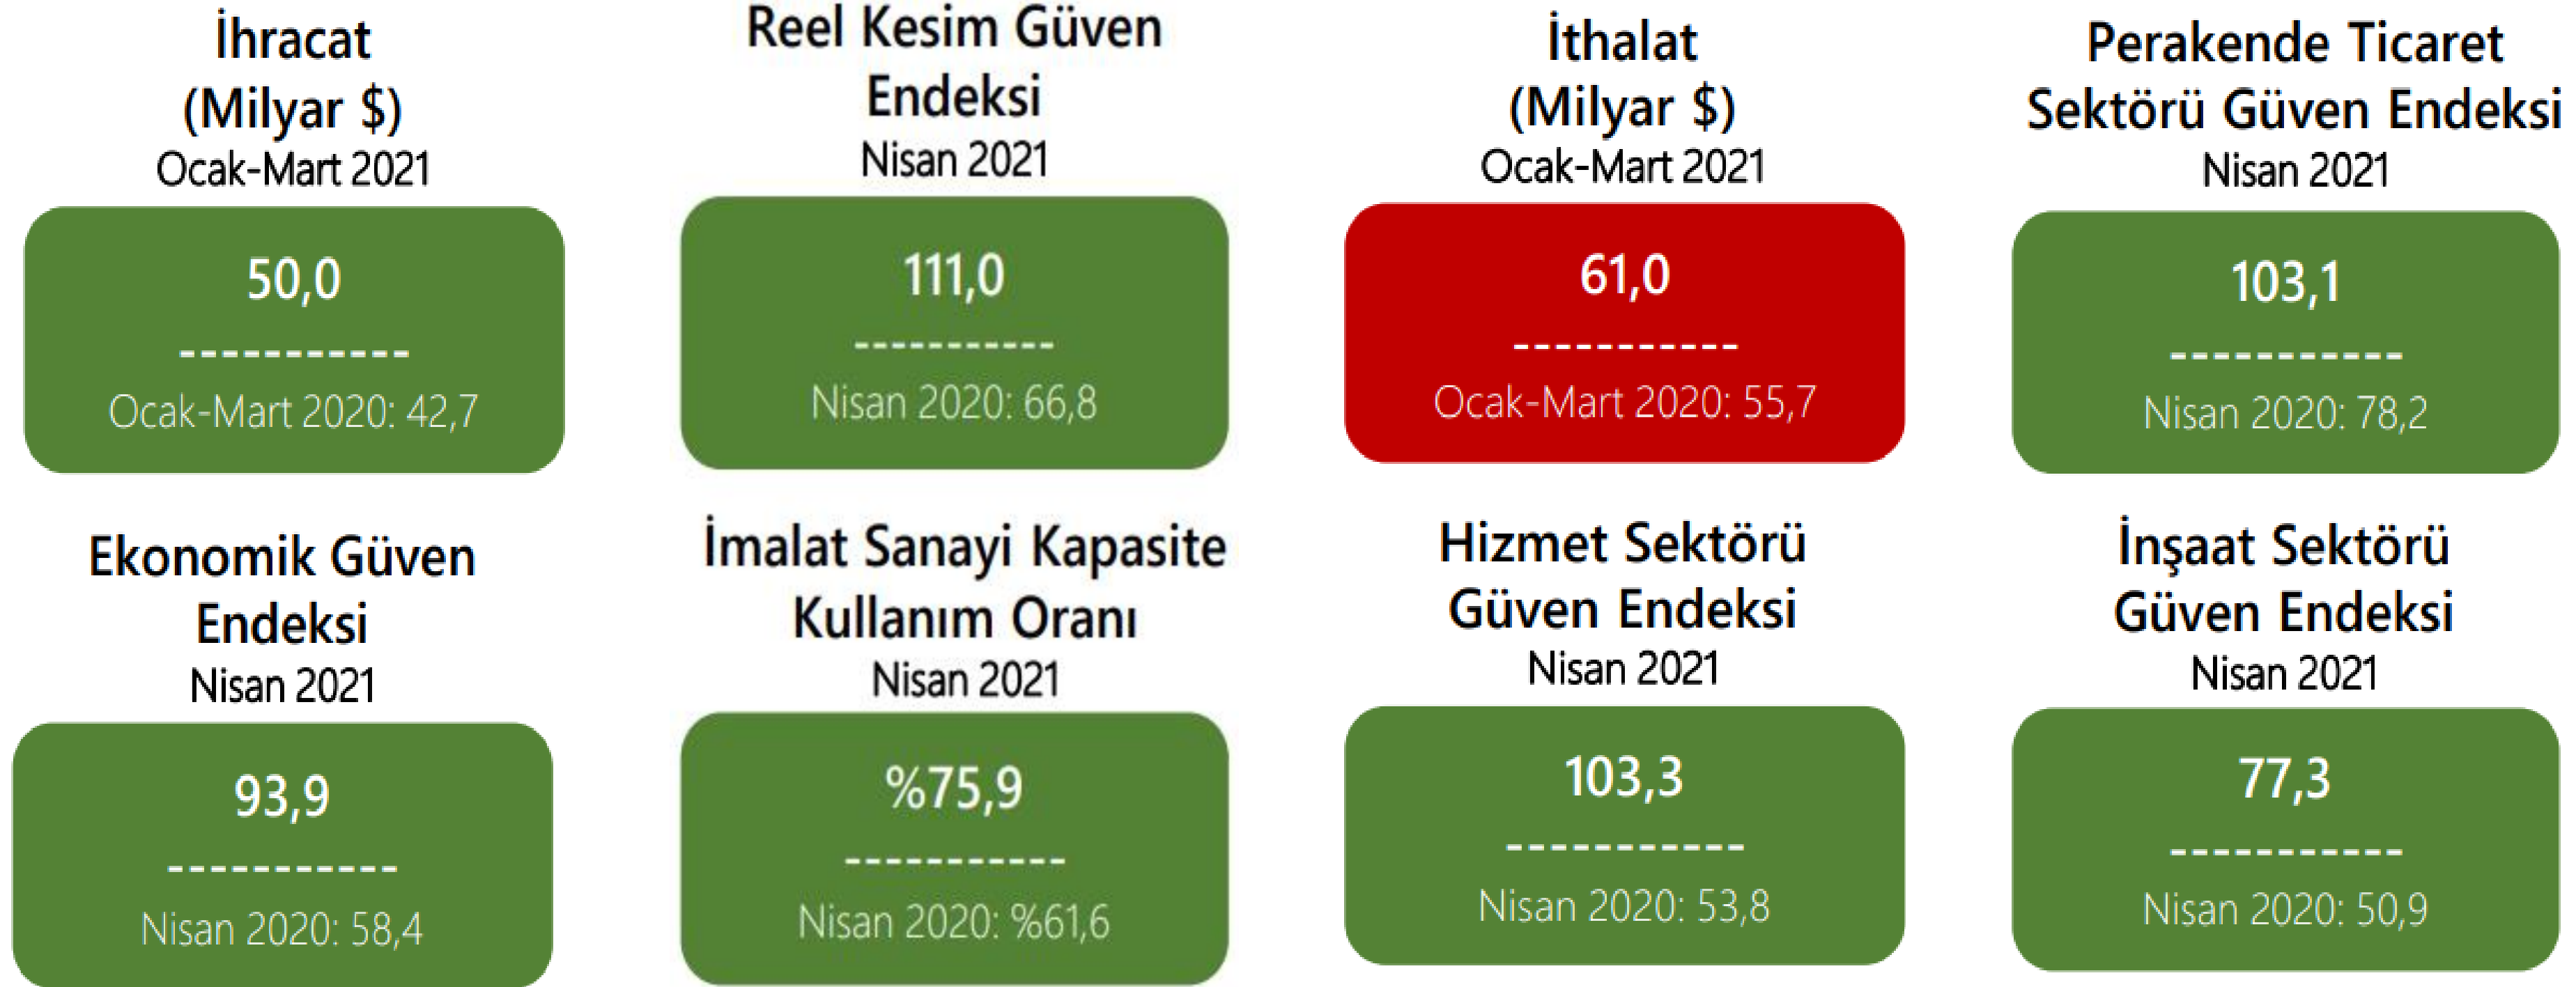 İhracat
(Milyar $)
Ocak-Mart 2021
50,0
-----------
Ocak-Mart 2020: 42,7
Reel Kesim Güven
Endeksi
Nisan 2021
111,0
-----------
Nisan 2020: 66,8
İthalat
(Milyar $)
Ocak-Mart 2021
61,0
-----------
Ocak-Mart 2020: 55,7
Perakende Ticaret
Sektörü Güven Endeksi
Nisan 2021
103,1
-----------
Nisan 2020: 78,2
Ekonomik Güven
Endeksi
Nisan 2021
93,9
-----------
Nisan 2020: 58,4
İmalat Sanayi Kapasite
Kullanım Oranı
Nisan 2021
%75,9
-----------
Nisan 2020: %61,6
Hizmet Sektörü
Güven Endeksi
Nisan 2021
103,3
-----------
Nisan 2020: 53,8
İnşaat Sektörü
Güven Endeksi
Nisan 2021
77,3
-----------
Nisan 2020: 50,9